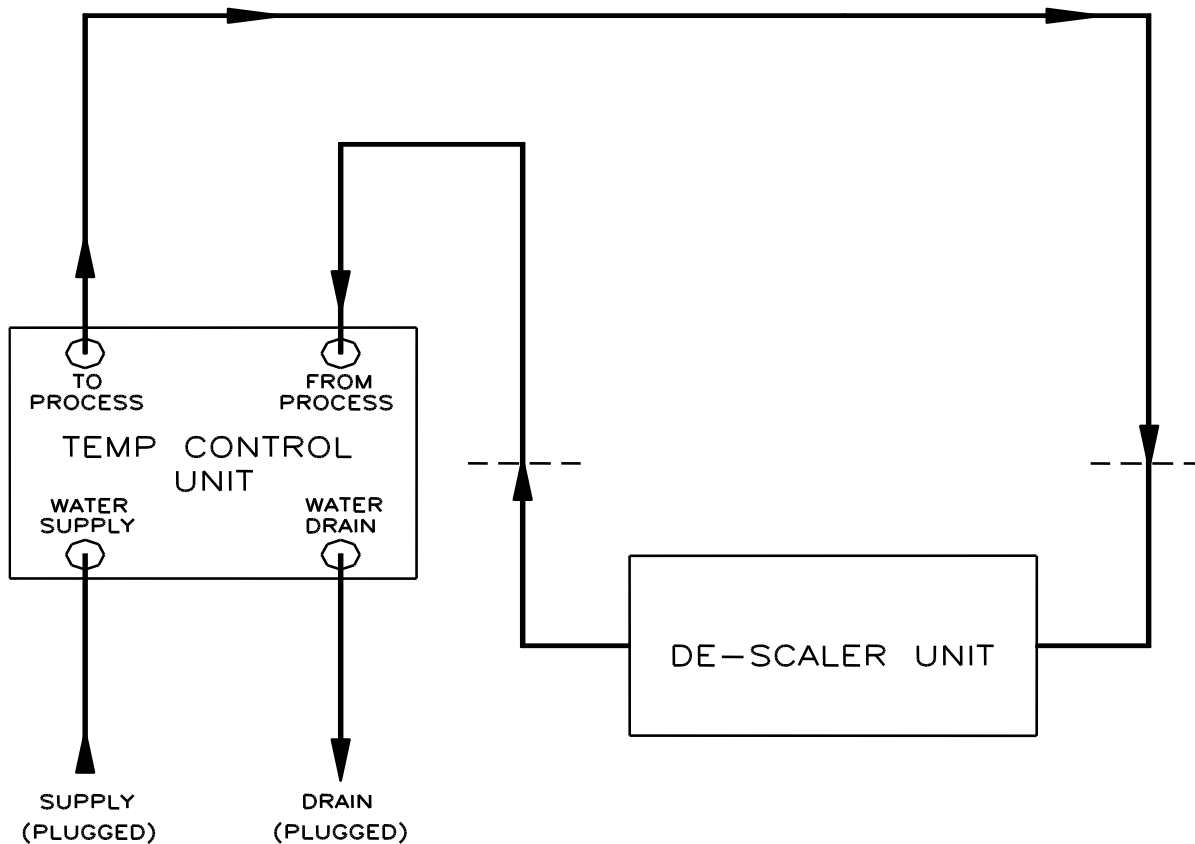 TO
PROCESS
FROM
PROCESS
TEMP CONTROL
UNIT
WATER
SUPPLY
WATER
DRAIN
DE-SCALER UNIT
SUPPLY
(PLUGGED)
DRAIN
(PLUGGED)